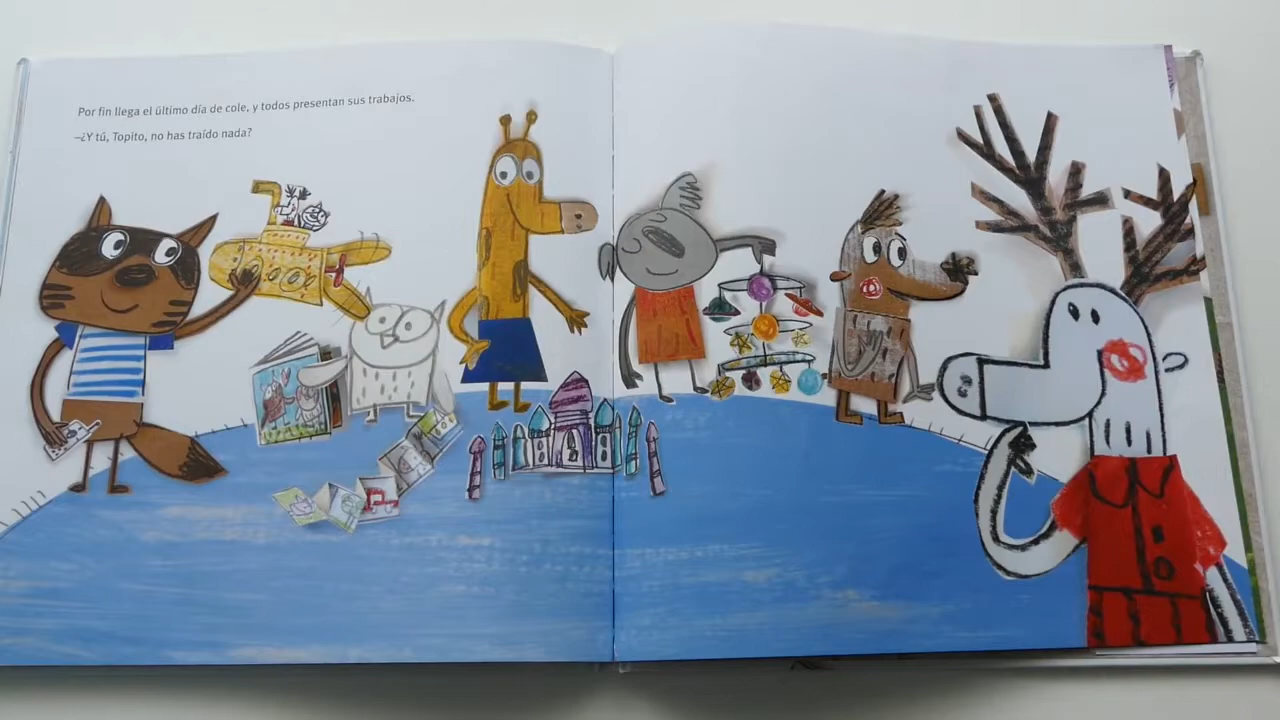 Por fin llega el último día de cole, y todos presentan sus trabajos.
—¿Y tú, Topito, no has traído nada?